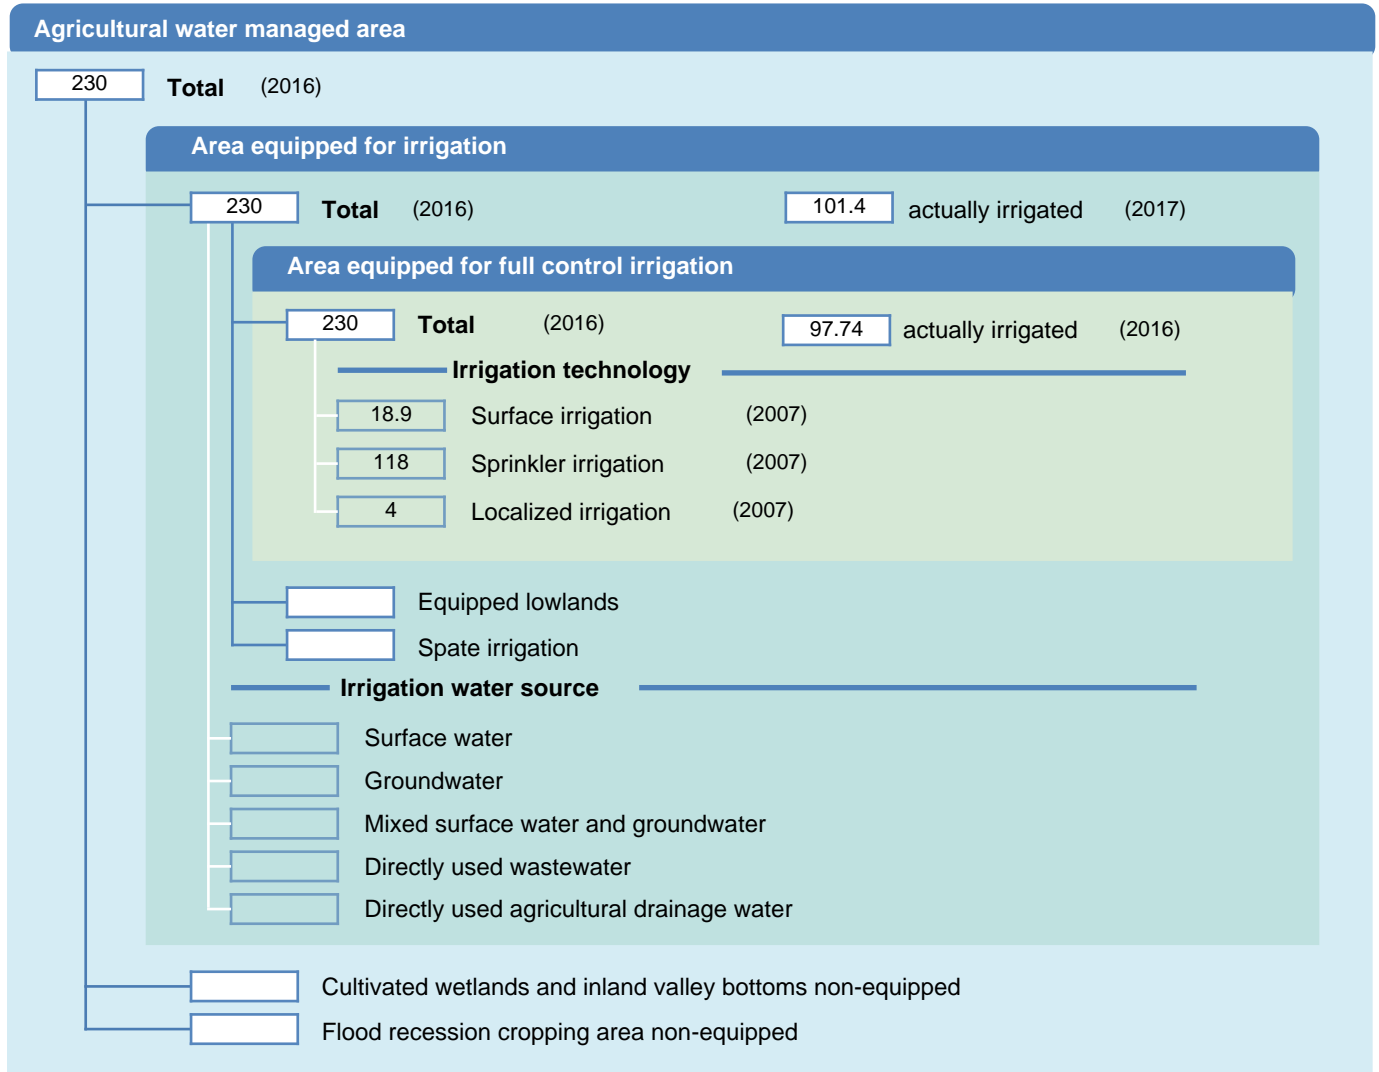 Agricultural water managed area
230 Total (2016)
Area equipped for irrigation
230 Total (2016) 101.4 actually irrigated (2017)
Area equipped for full control irrigation
230 Total (2016) 97.74 actually irrigated (2016)
Irrigation technology
18.9 Surface irrigation (2007)
118 Sprinkler irrigation (2007)
4 Localized irrigation (2007)
Equipped lowlands
Spate irrigation
Irrigation water source
Surface water
Groundwater
Mixed surface water and groundwater
Directly used wastewater
Directly used agricultural drainage water
Cultivated wetlands and inland valley bottoms non-equipped
Flood recession cropping area non-equipped